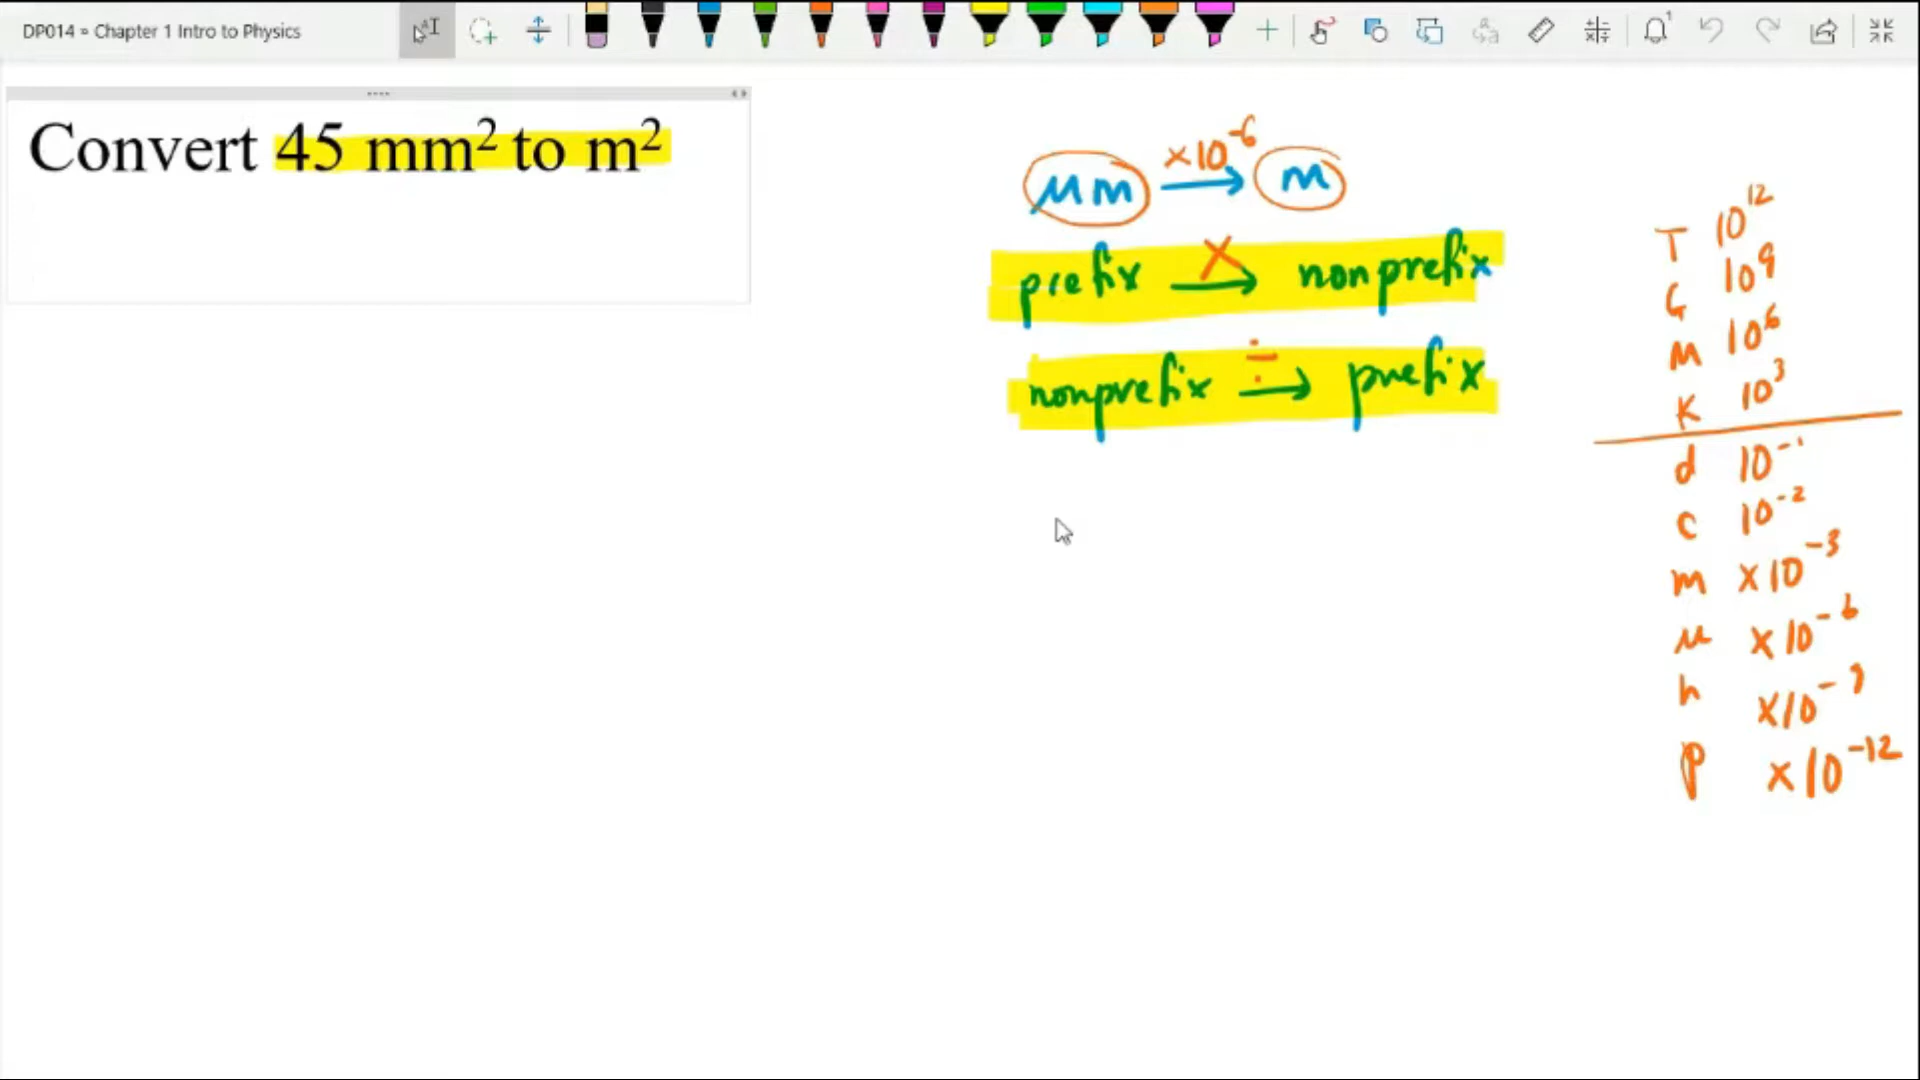 DP014 » Chapter 1 Intro to Physics
Convert 45 mm² to m²
×10⁻⁶
μm → m
prefix × → nonprefix
nonprefix ÷ → prefix
T 10¹²
G 10⁹
M 10⁶
K 10³
d 10⁻¹
c 10⁻²
m ×10⁻³
μ ×10⁻⁶
n ×10⁻⁹
p ×10⁻¹²